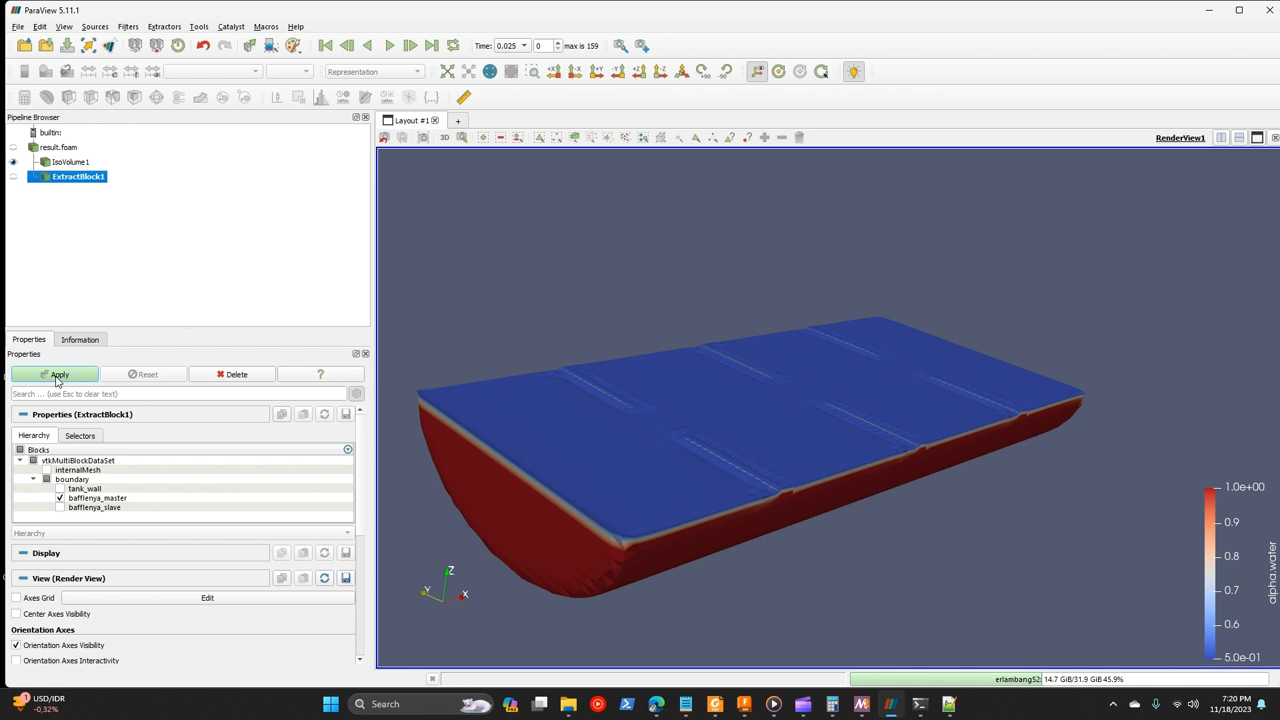 ParaView 5.11.1
File Edit View Sources Filters Extractors Tools Catalyst Macros Help
Time: 0.025 0 max is 159
Representation
+X -X +Y -Y +Z -Z +90 -90
Pipeline Browser
Layout #1
+
builtin:
3D
RenderView1
result.foam
IsoVolume1
ExtractBlock1
Properties Information
Properties
Apply Reset Delete ?
Search ... (use Esc to clear text)
Properties (ExtractBlock1)
Hierarchy Selectors
Blocks
vtkMultiBlockDataSet
internalMesh
boundary
tank_wall
bafflenya_master
bafflenya_slave
Hierarchy
Display
View (Render View)
Axes Grid Edit
Center Axes Visibility
Orientation Axes
Orientation Axes Visibility
Orientation Axes Interactivity
Z
Y
X
1.0e+00
0.9
0.8
0.7
0.6
5.0e-01
alpha.water
erlambang52: 14.7 GiB/31.9 GiB 45.9%
USD/IDR
-0,32%
Search
7:20 PM
11/18/2023